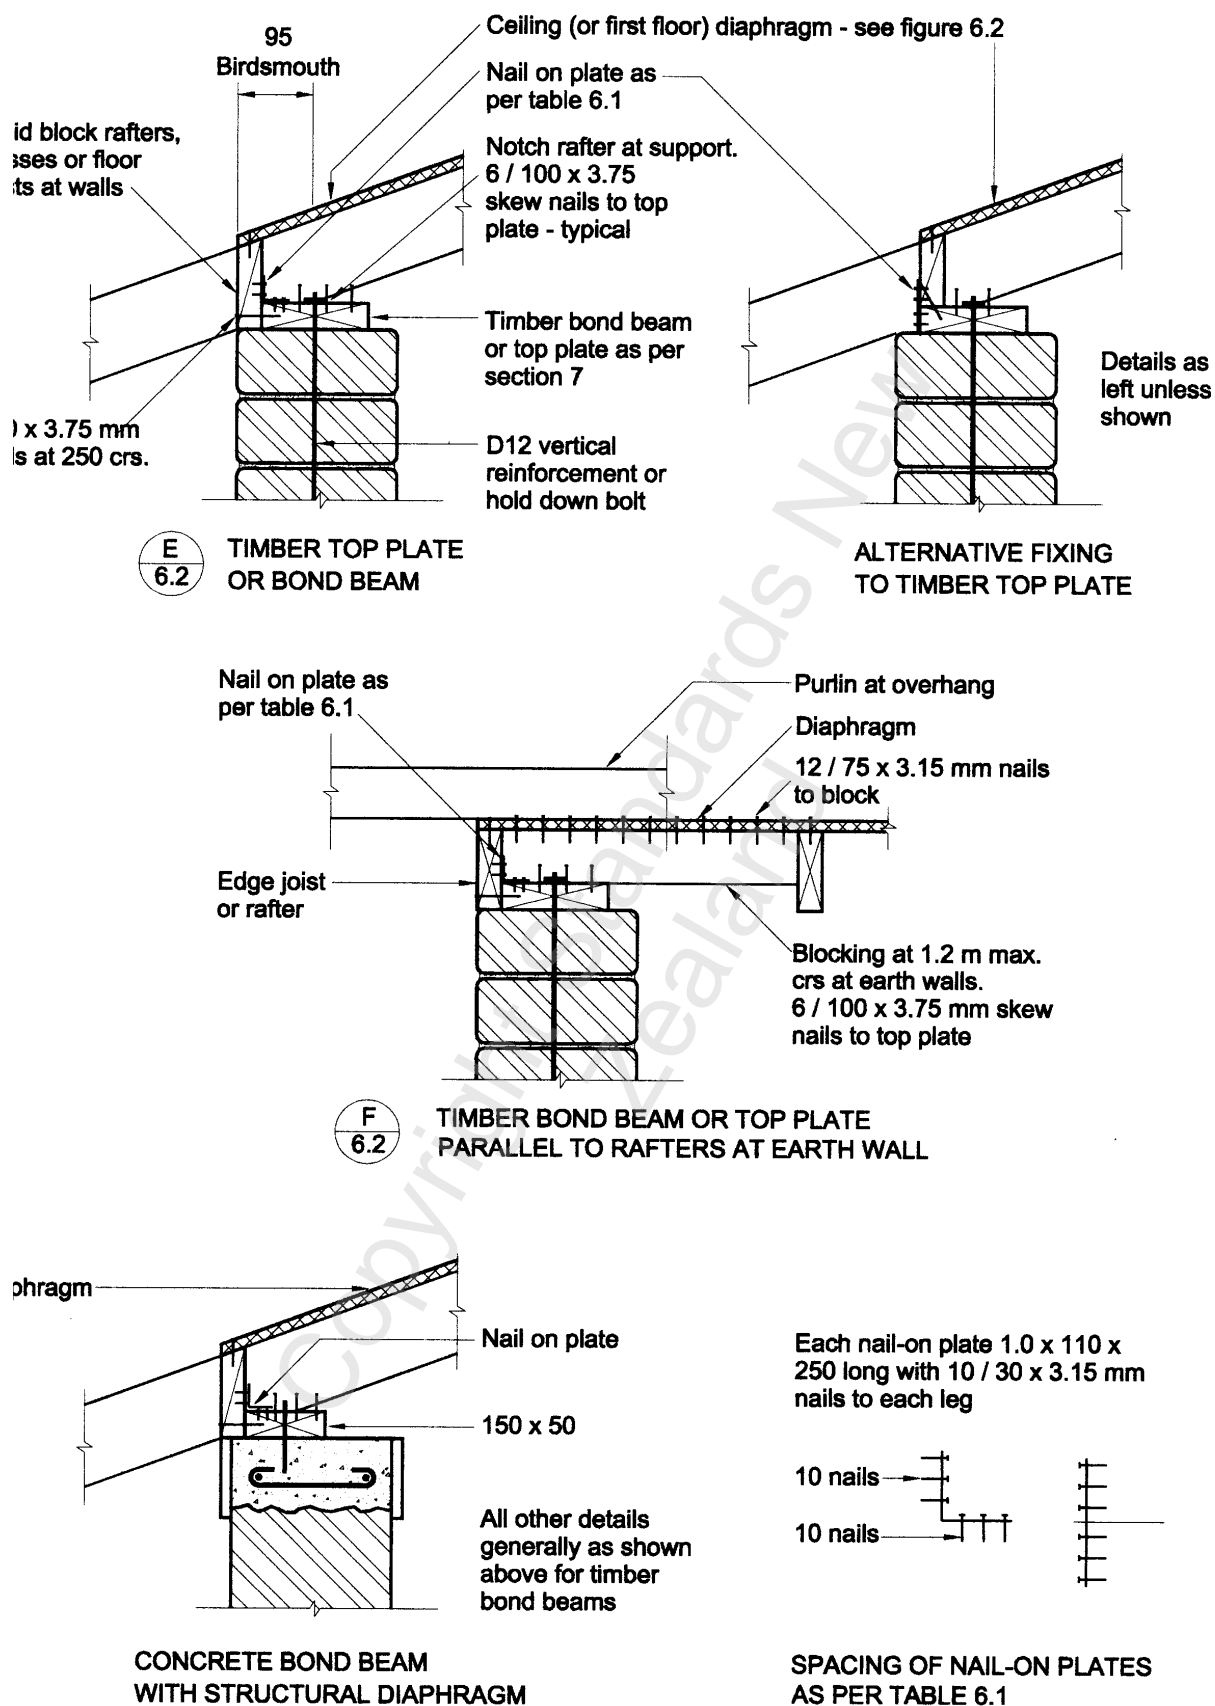 95
Birdsmouth
Ceiling (or first floor) diaphragm - see figure 6.2
Nail on plate as
per table 6.1
id block rafters,
sses or floor
sts at walls
Notch rafter at support.
6 / 100 x 3.75
skew nails to top
plate - typical
Timber bond beam
or top plate as per
section 7
) x 3.75 mm
ls at 250 crs.
D12 vertical
reinforcement or
hold down bolt
Details as
left unless
shown
E
6.2
TIMBER TOP PLATE
OR BOND BEAM
ALTERNATIVE FIXING
TO TIMBER TOP PLATE
Nail on plate as
per table 6.1
Purlin at overhang
Diaphragm
12 / 75 x 3.15 mm nails
to block
Edge joist
or rafter
Blocking at 1.2 m max.
crs at earth walls.
6 / 100 x 3.75 mm skew
nails to top plate
F
6.2
TIMBER BOND BEAM OR TOP PLATE
PARALLEL TO RAFTERS AT EARTH WALL
phragm
Nail on plate
150 x 50
All other details
generally as shown
above for timber
bond beams
CONCRETE BOND BEAM
WITH STRUCTURAL DIAPHRAGM
Each nail-on plate 1.0 x 110 x
250 long with 10 / 30 x 3.15 mm
nails to each leg
10 nails
10 nails
SPACING OF NAIL-ON PLATES
AS PER TABLE 6.1
Copyright Standards New
Zealand